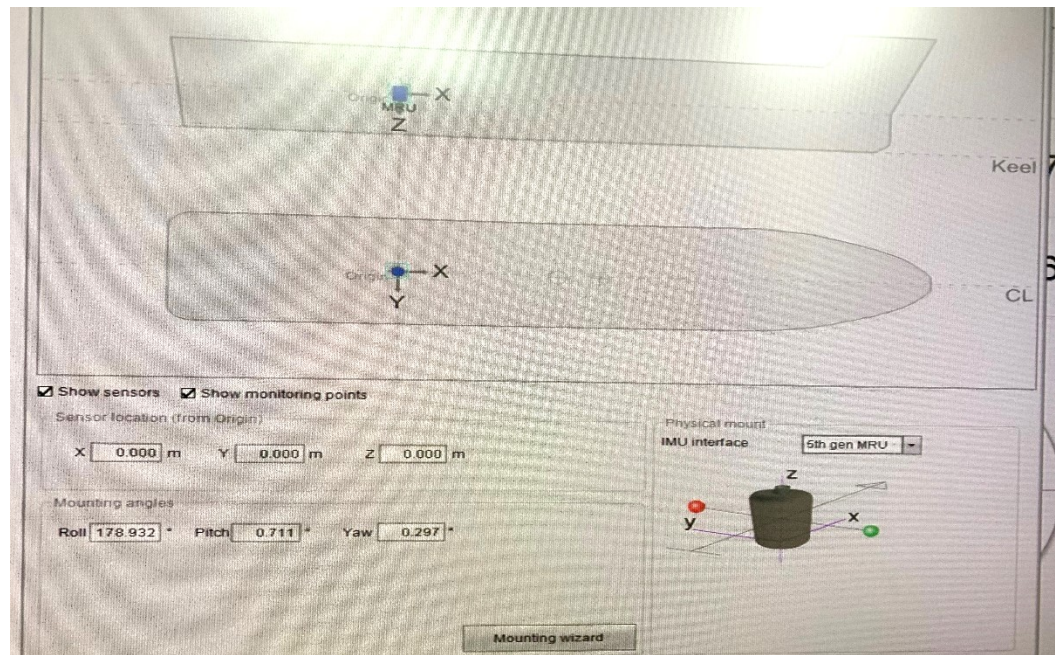 Origin X
MRU
Z
Keel
Origin X
Y
CL
Show sensors Show monitoring points
Sensor location (from Origin)
X 0.000 m Y 0.000 m Z 0.000 m
Mounting angles
Roll 178.932 ° Pitch 0.711 ° Yaw 0.297 °
Physical mount
IMU interface 5th gen MRU
Z
y x
Mounting wizard